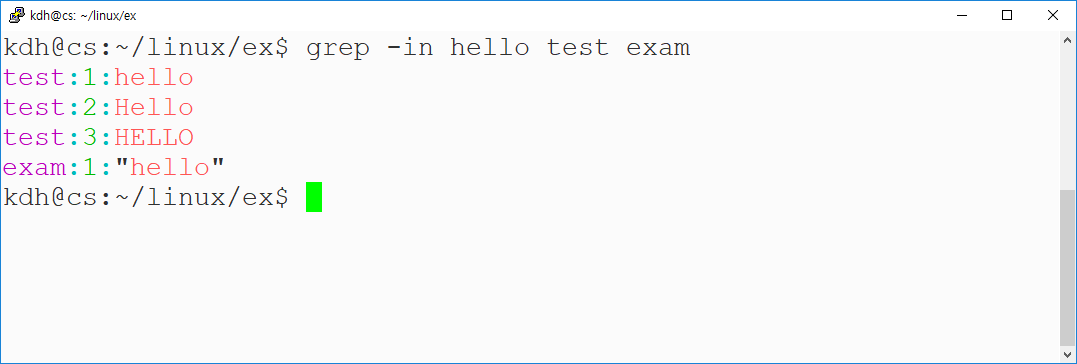 kdh@cs: ~/linux/ex
kdh@cs:~/linux/ex$ grep -in hello test exam
test:1:hello
test:2:Hello
test:3:HELLO
exam:1:"hello"
kdh@cs:~/linux/ex$